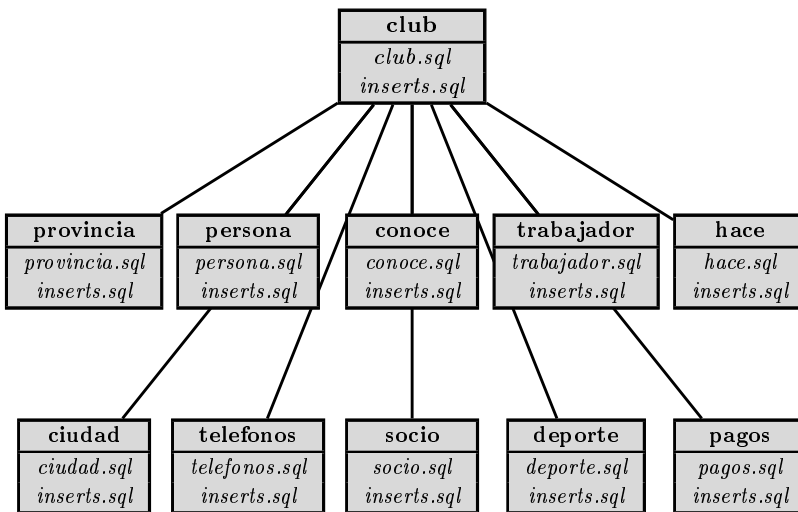 club
club.sql
inserts.sql
provincia
provincia.sql
inserts.sql
persona
persona.sql
inserts.sql
conoce
conoce.sql
inserts.sql
trabajador
trabajador.sql
inserts.sql
hace
hace.sql
inserts.sql
ciudad
ciudad.sql
inserts.sql
telefonos
telefonos.sql
inserts.sql
socio
socio.sql
inserts.sql
deporte
deporte.sql
inserts.sql
pagos
pagos.sql
inserts.sql